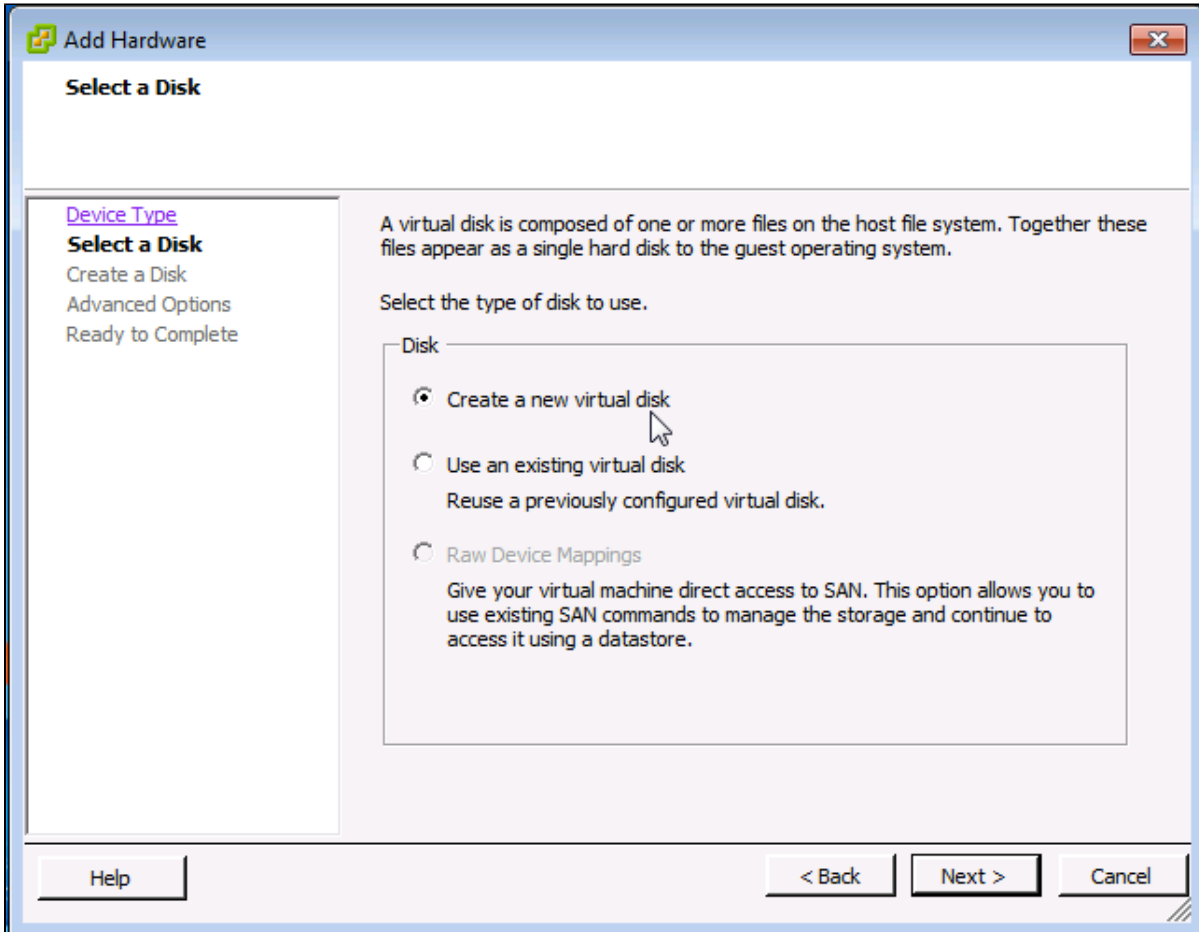 Add Hardware
Select a Disk
Device Type
Select a Disk
Create a Disk
Advanced Options
Ready to Complete
A virtual disk is composed of one or more files on the host file system. Together these
files appear as a single hard disk to the guest operating system.
Select the type of disk to use.
Disk
Create a new virtual disk
Use an existing virtual disk
Reuse a previously configured virtual disk.
Raw Device Mappings
Give your virtual machine direct access to SAN. This option allows you to
use existing SAN commands to manage the storage and continue to
access it using a datastore.
Help
< Back
Next >
Cancel